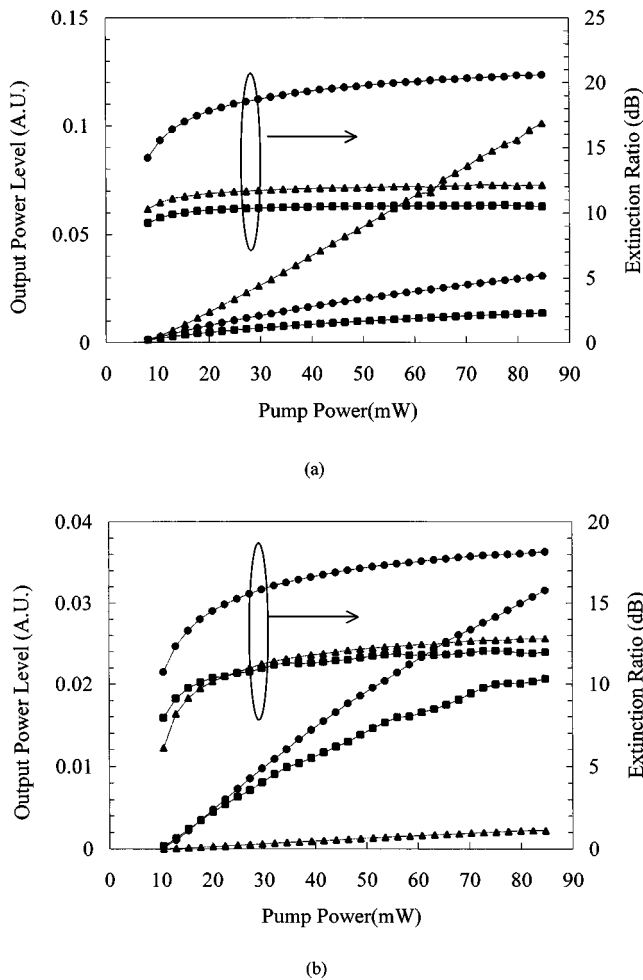 0.15
0.1
0.05
0
25
20
15
10
5
0
0 10 20 30 40 50 60 70 80 90
Output Power Level (A.U.)
Extinction Ratio (dB)
Pump Power(mW)
(a)
0.04
0.03
0.02
0.01
0
20
15
10
5
0
0 10 20 30 40 50 60 70 80 90
Output Power Level (A.U.)
Extinction Ratio (dB)
Pump Power(mW)
(b)